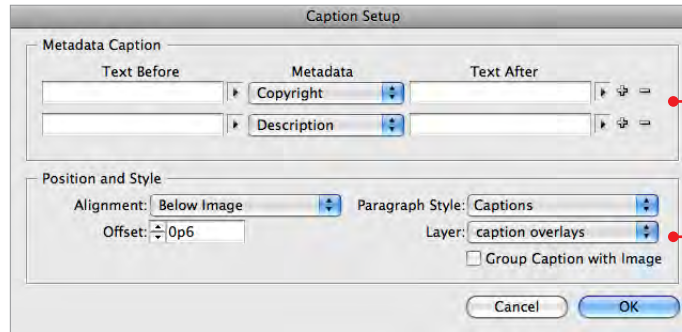 Caption Setup
Metadata Caption
Text Before Metadata Text After
Copyright
Description
Position and Style
Alignment: Below Image Paragraph Style: Captions
Offset: 0p6 Layer: caption overlays
Group Caption with Image
Cancel OK